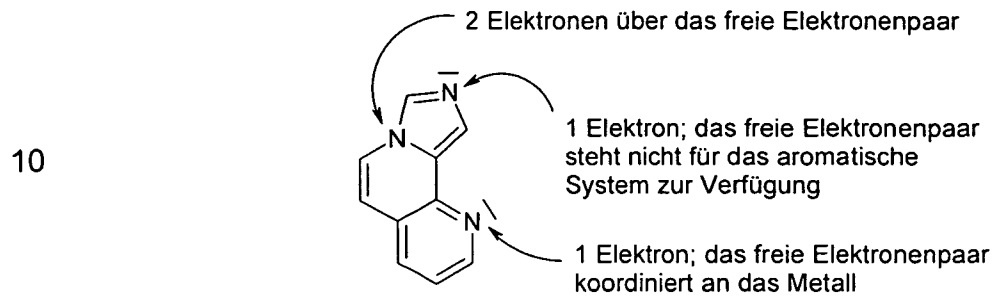 2 Elektronen über das freie Elektronenpaar
N
N
1 Elektron; das freie Elektronenpaar
steht nicht für das aromatische
System zur Verfügung
10
N
1 Elektron; das freie Elektronenpaar
koordiniert an das Metall